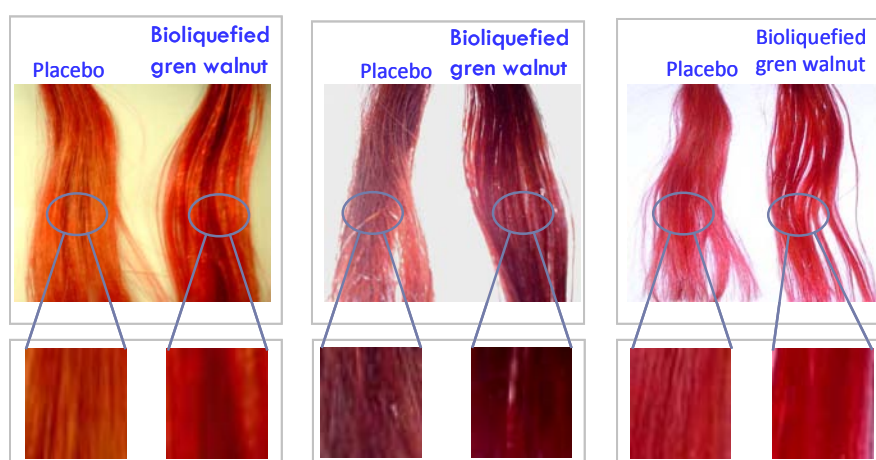 Placebo
Bioliquefied
gren walnut
Placebo
Bioliquefied
gren walnut
Placebo
Bioliquefied
gren walnut